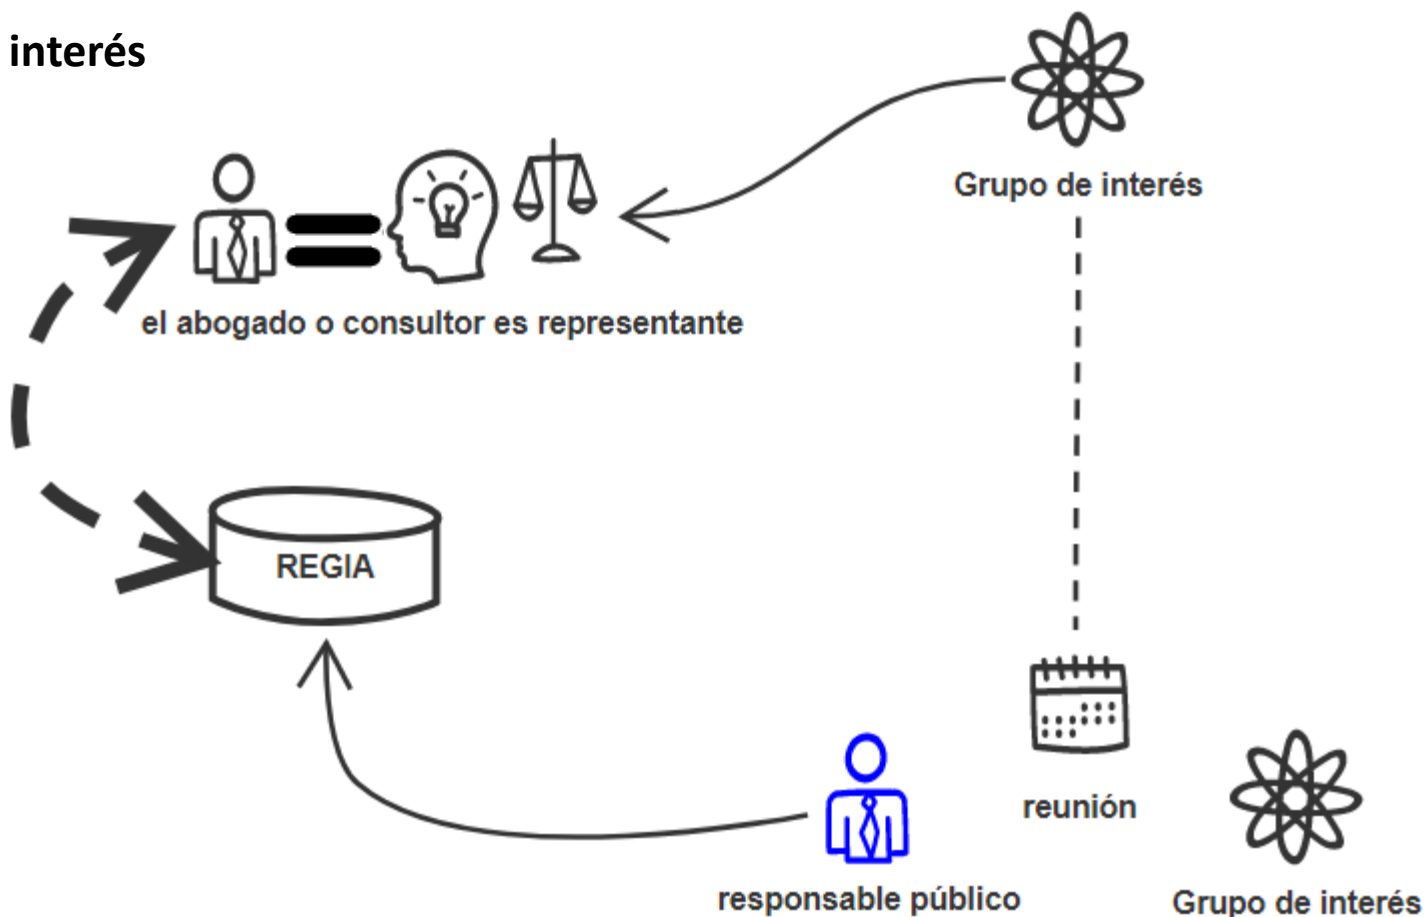 interés
Grupo de interés
el abogado o consultor es representante
REGIA
reunión
responsable público
Grupo de interés